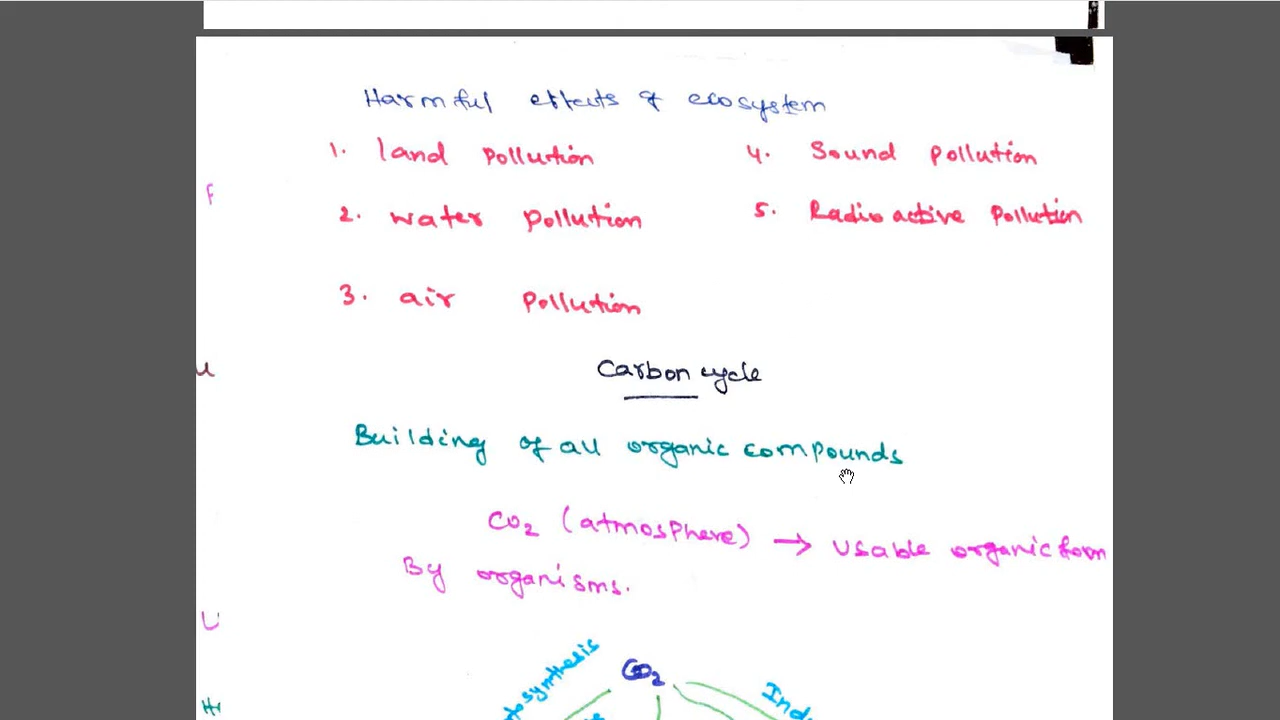 Harmful effects of ecosystem
1. land pollution
4. Sound pollution
2. water pollution
5. Radioactive pollution
3. air pollution
Carbon cycle
Building of all organic compounds
CO2 (atmosphere) → usable organic form
By organisms.
CO2